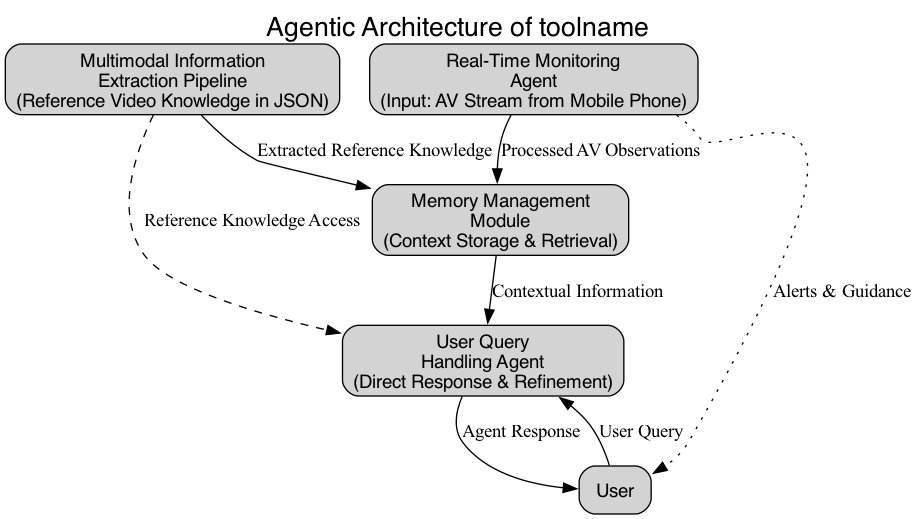 Agentic Architecture of toolname
Multimodal Information
Extraction Pipeline
(Reference Video Knowledge in JSON)
Real-Time Monitoring
Agent
(Input: AV Stream from Mobile Phone)
Extracted Reference Knowledge
Processed AV Observations
Memory Management
Module
(Context Storage & Retrieval)
Reference Knowledge Access
Contextual Information
Alerts & Guidance
User Query
Handling Agent
(Direct Response & Refinement)
Agent Response
User Query
User